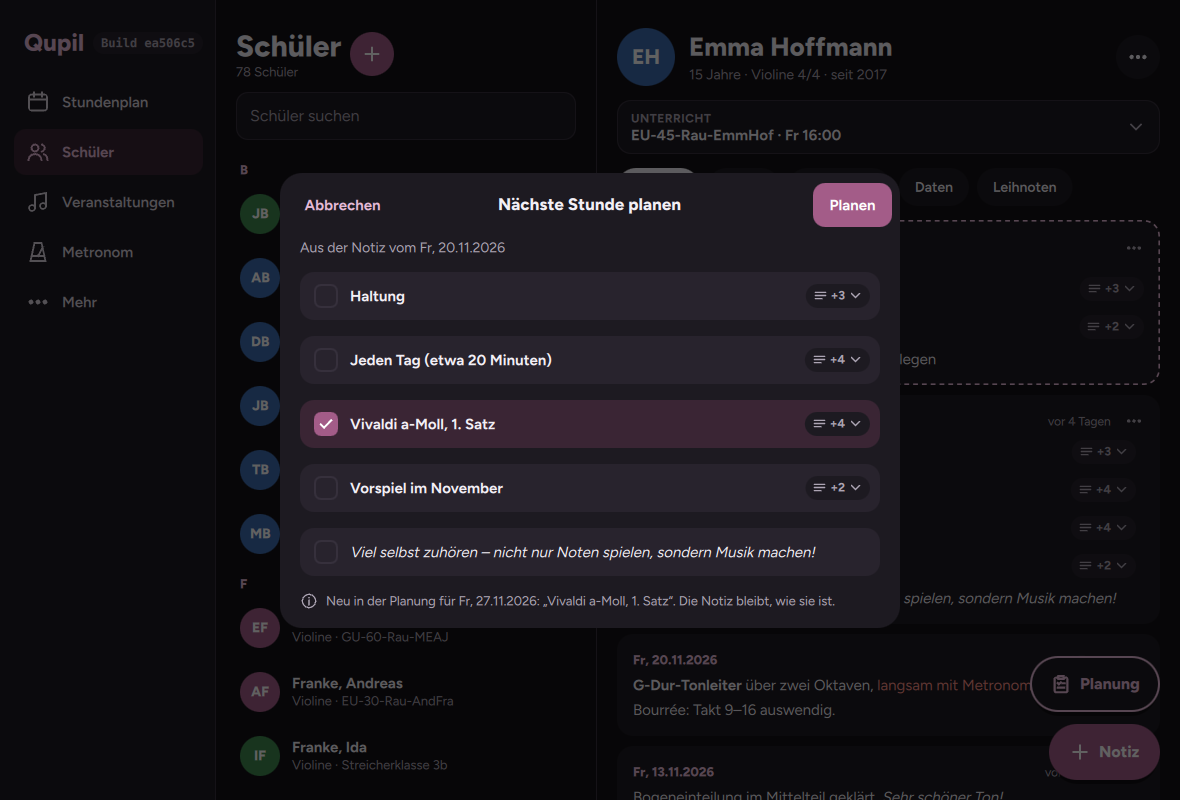 Qupil
Build ea506c5
Stundenplan
Schüler
Veranstaltungen
Metronom
Mehr
Schüler
78 Schüler
Schüler suchen
B
JB
AB
DB
JB
TB
MB
F
EF
Violine · GU-60-Rau-MEAJ
AF
Franke, Andreas
Violine · EU-30-Rau-AndFra
IF
Franke, Ida
Violine · Streicherklasse 3b
EH
Emma Hoffmann
15 Jahre · Violine 4/4 · seit 2017
UNTERRICHT
EU-45-Rau-EmmHof · Fr 16:00
Daten
Leihnoten
+3
+2
legen
vor 4 Tagen
+3
+4
+4
+2
spielen, sondern Musik machen!
Fr, 20.11.2026
G-Dur-Tonleiter über zwei Oktaven, langsam mit Metronom
Bourrée: Takt 9–16 auswendig.
Fr, 13.11.2026
Bogeneinteilung im Mittelteil geklärt. Sehr schöner Ton!
Planung
Notiz
Abbrechen
Nächste Stunde planen
Planen
Aus der Notiz vom Fr, 20.11.2026
Haltung
+3
Jeden Tag (etwa 20 Minuten)
+4
Vivaldi a-Moll, 1. Satz
+4
Vorspiel im November
+2
Viel selbst zuhören – nicht nur Noten spielen, sondern Musik machen!
Neu in der Planung für Fr, 27.11.2026: „Vivaldi a-Moll, 1. Satz“. Die Notiz bleibt, wie sie ist.